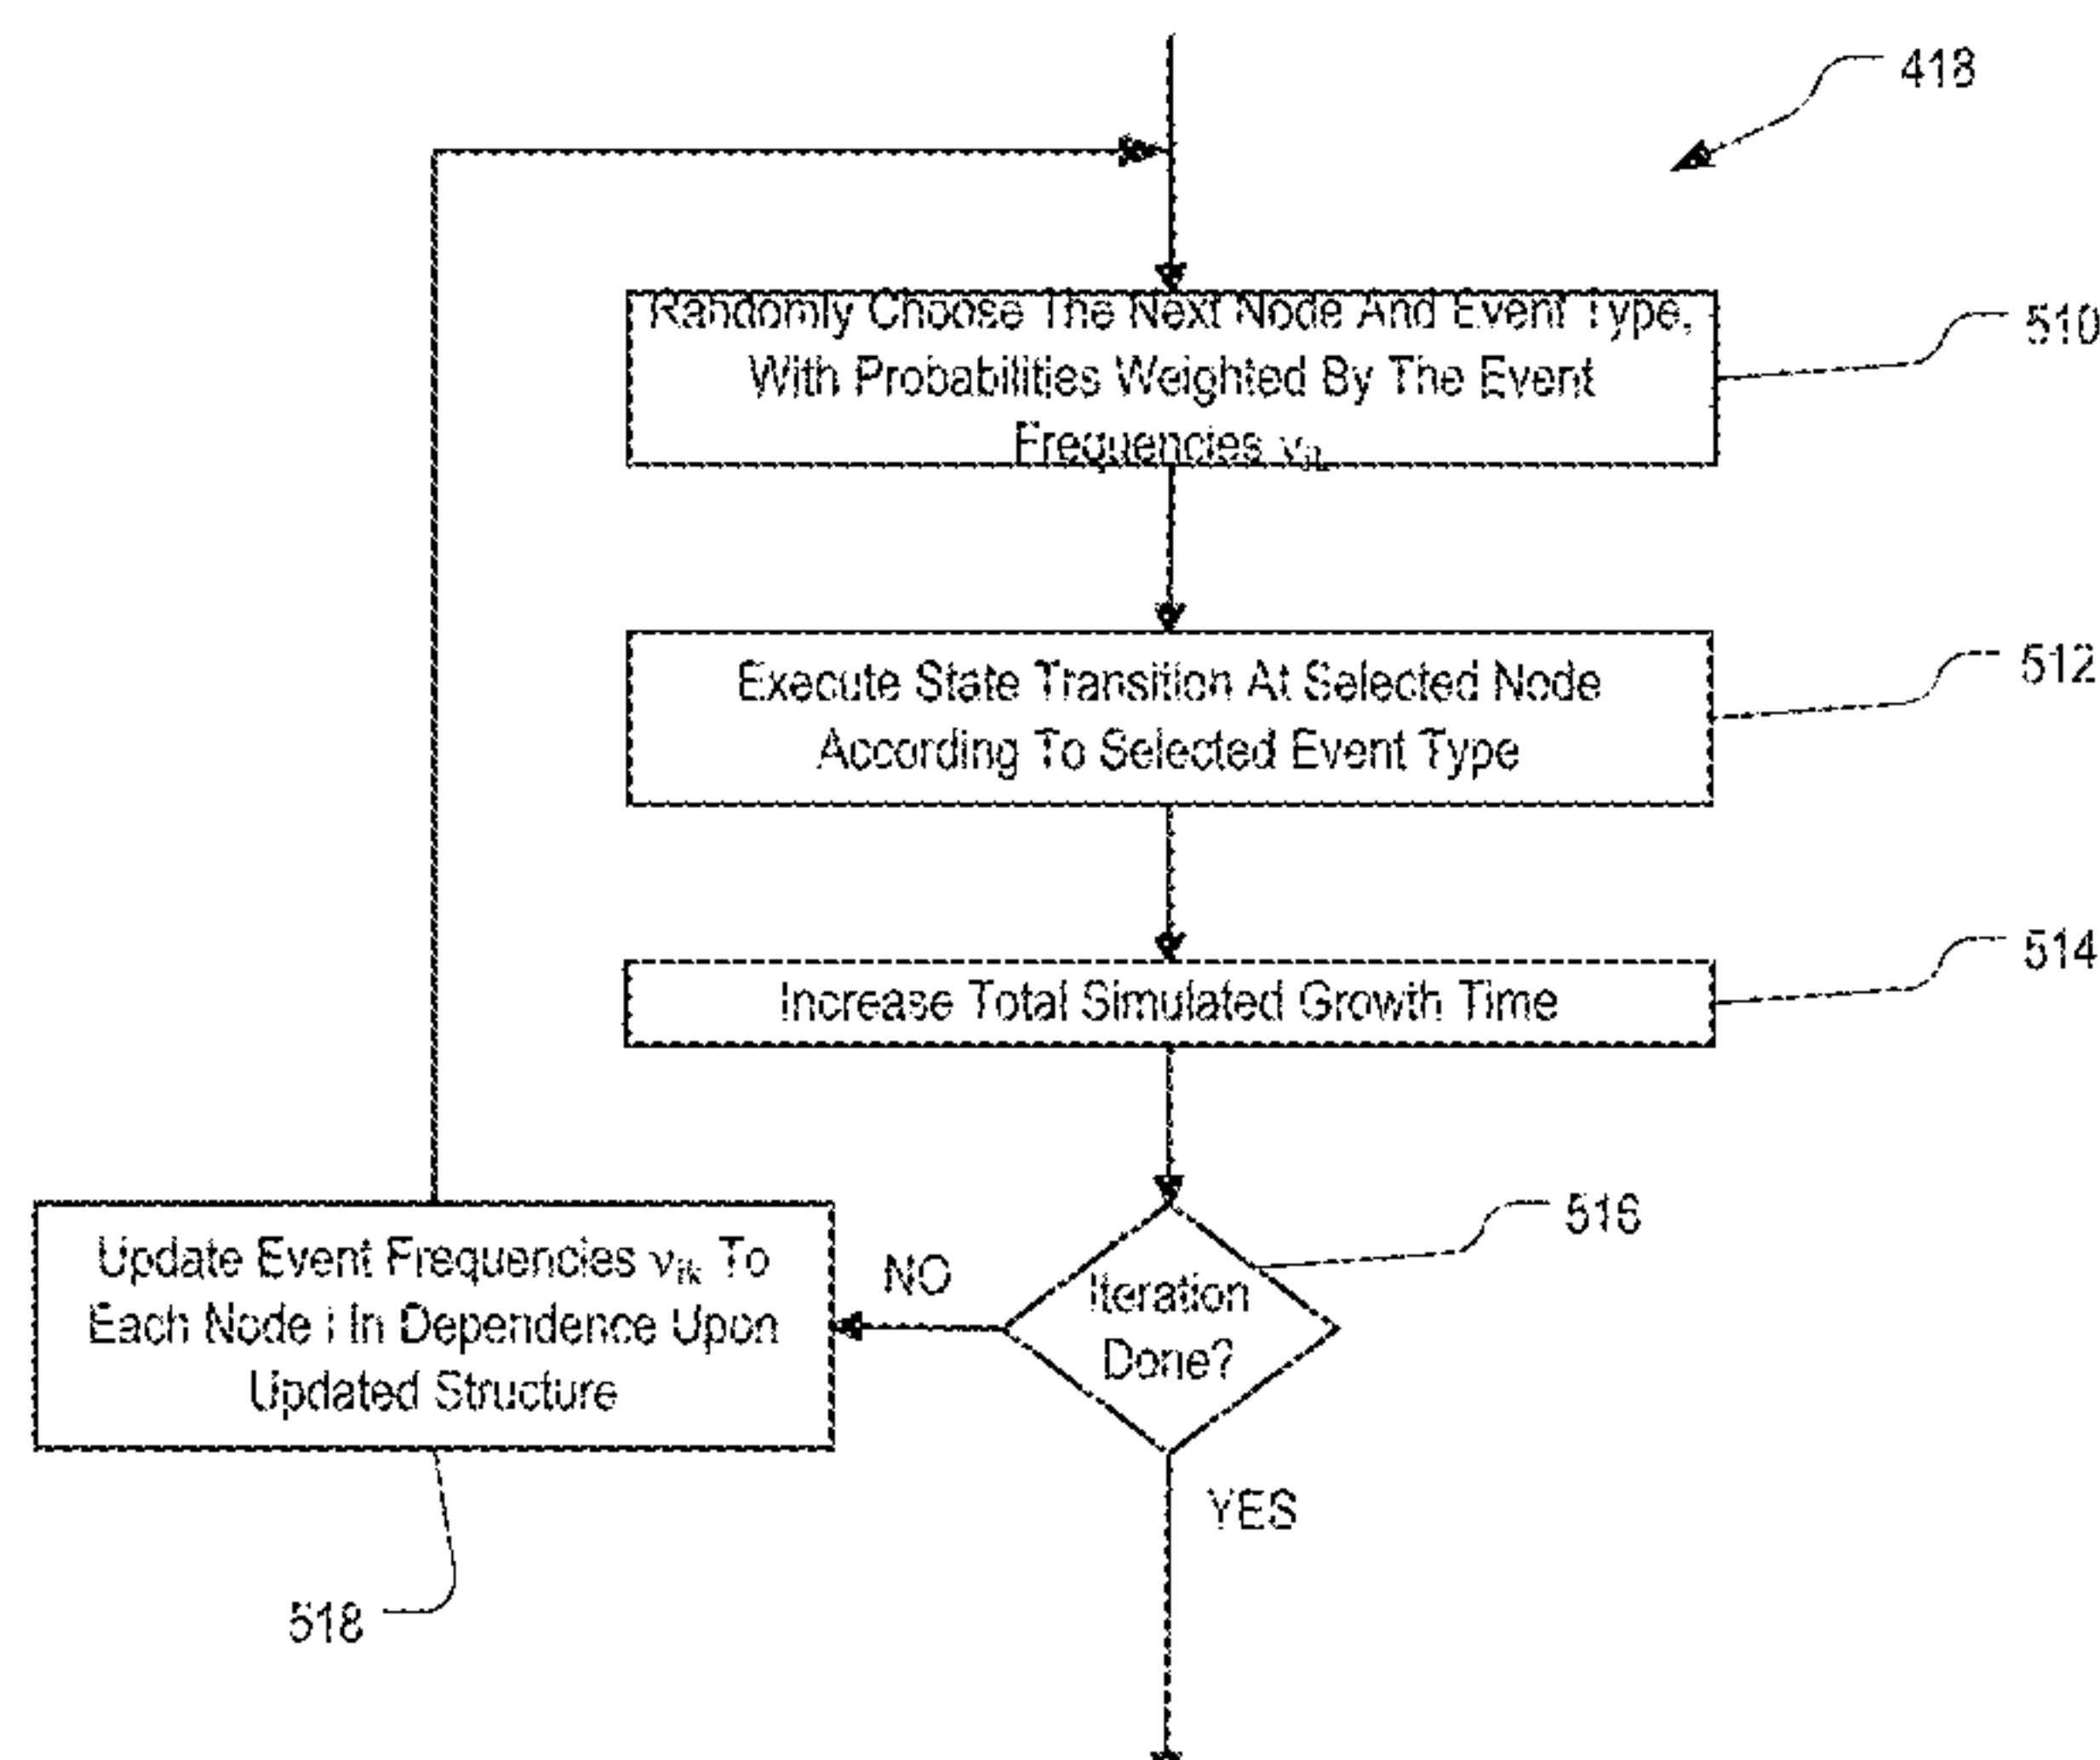 418
Randomly Choose The Next Node And Event Type,
With Probabilities Weighted By The Event
Frequencies
510
Execute State Transition At Selected Node
According To Selected Event Type
512
Increase Total Simulated Growth Time
514
Iteration
Done?
516
NO
YES
Update Event Frequencies νik To
Each Node i In Dependence Upon
Updated Structure
518